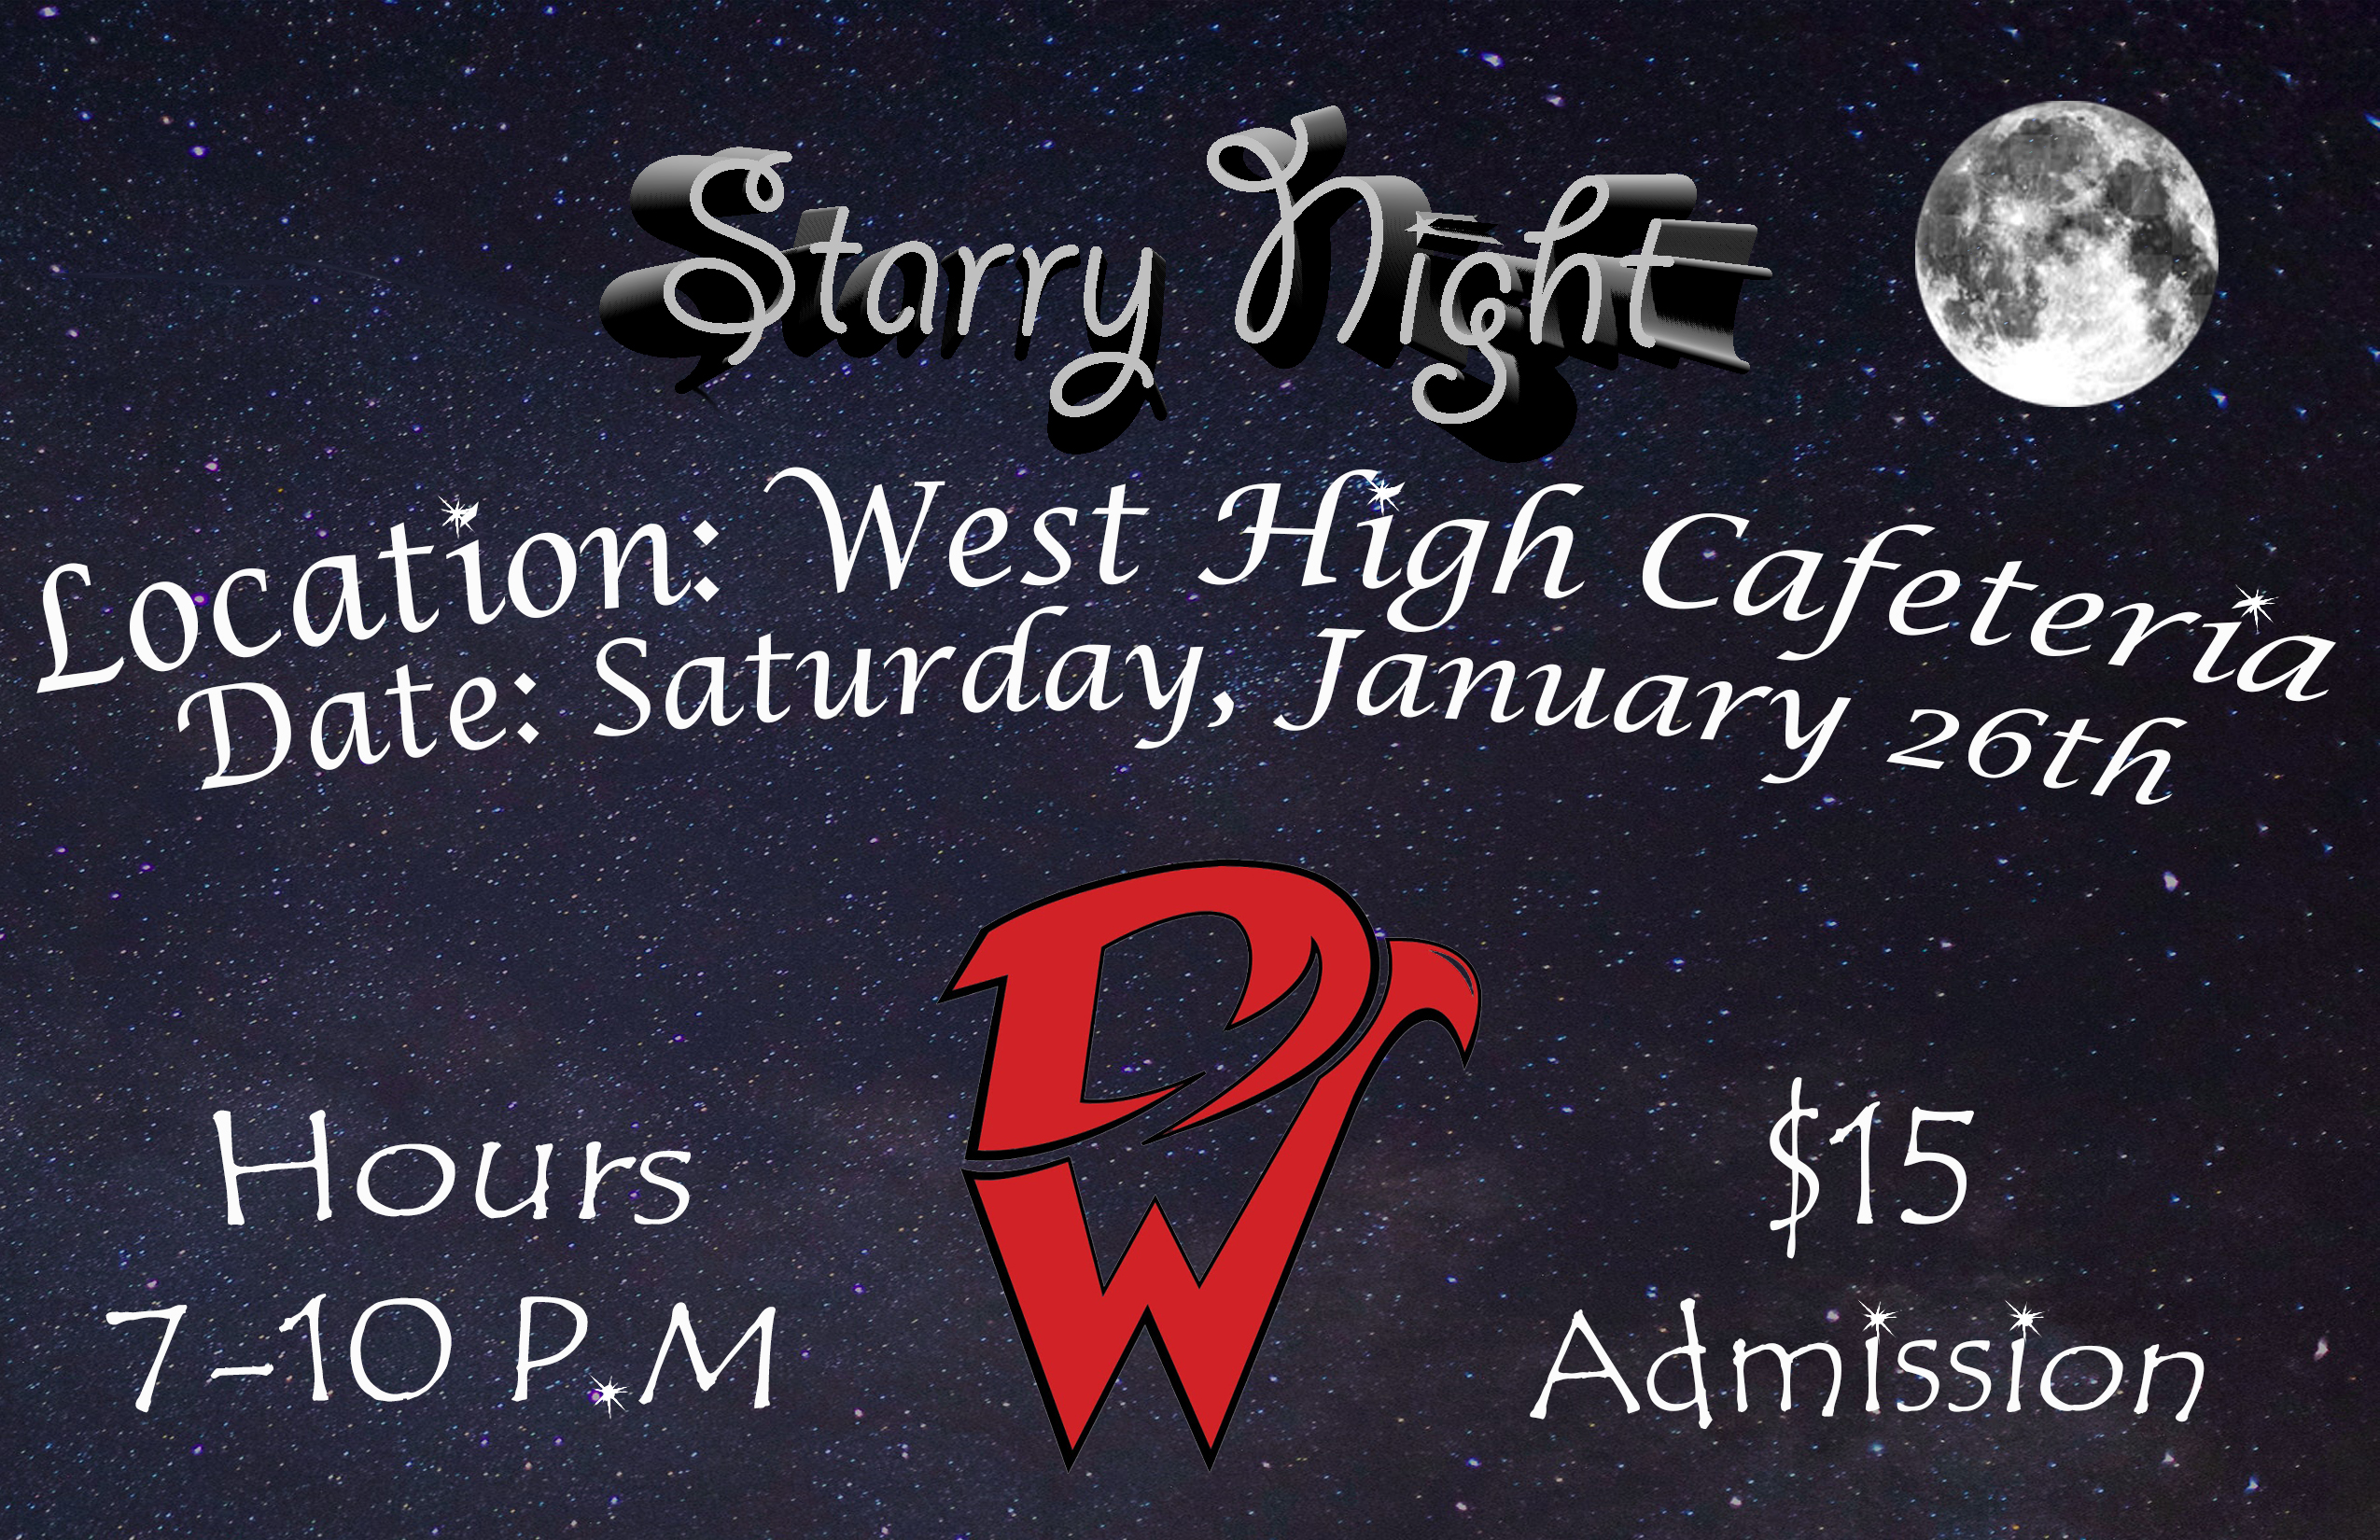 Starry Night
Location: West High Cafeteria
Date: Saturday, January 26th
DW
Hours
7-10 P.M
$15
Admission